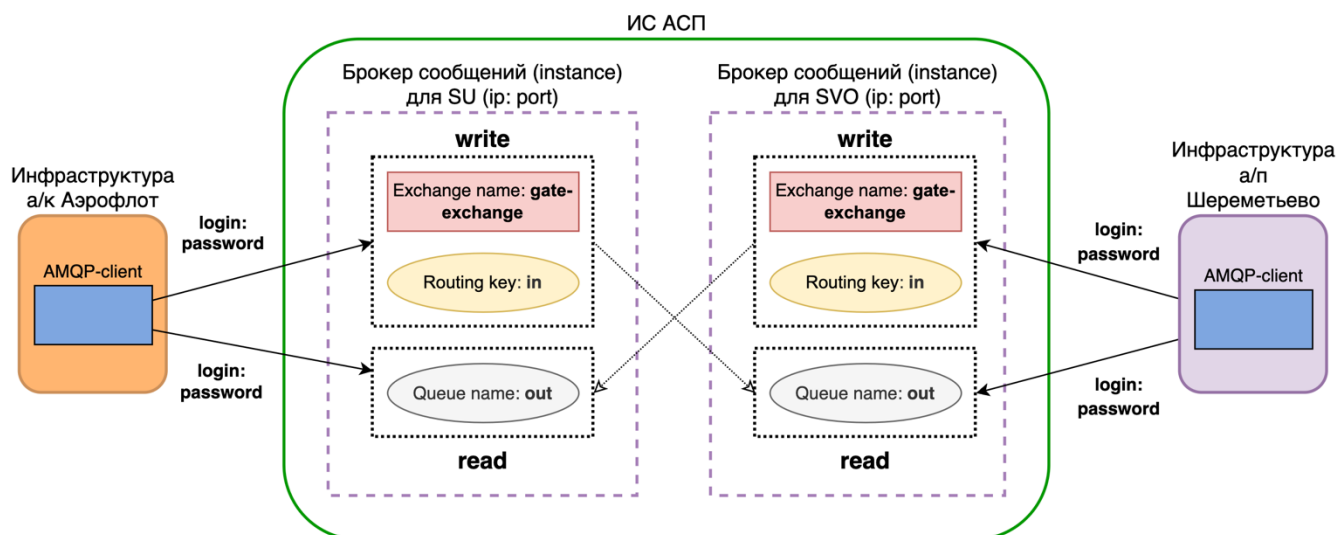 ИС АСП
Брокер сообщений (instance)
для SU (ip: port)
write
Exchange name: gate-
exchange
Routing key: in
Queue name: out
read
Брокер сообщений (instance)
для SVO (ip: port)
write
Exchange name: gate-
exchange
Routing key: in
Queue name: out
read
Инфраструктура
а/к Аэрофлот
AMQP-client
login:
password
login:
password
Инфраструктура
а/п
Шереметьево
AMQP-client
login:
password
login:
password